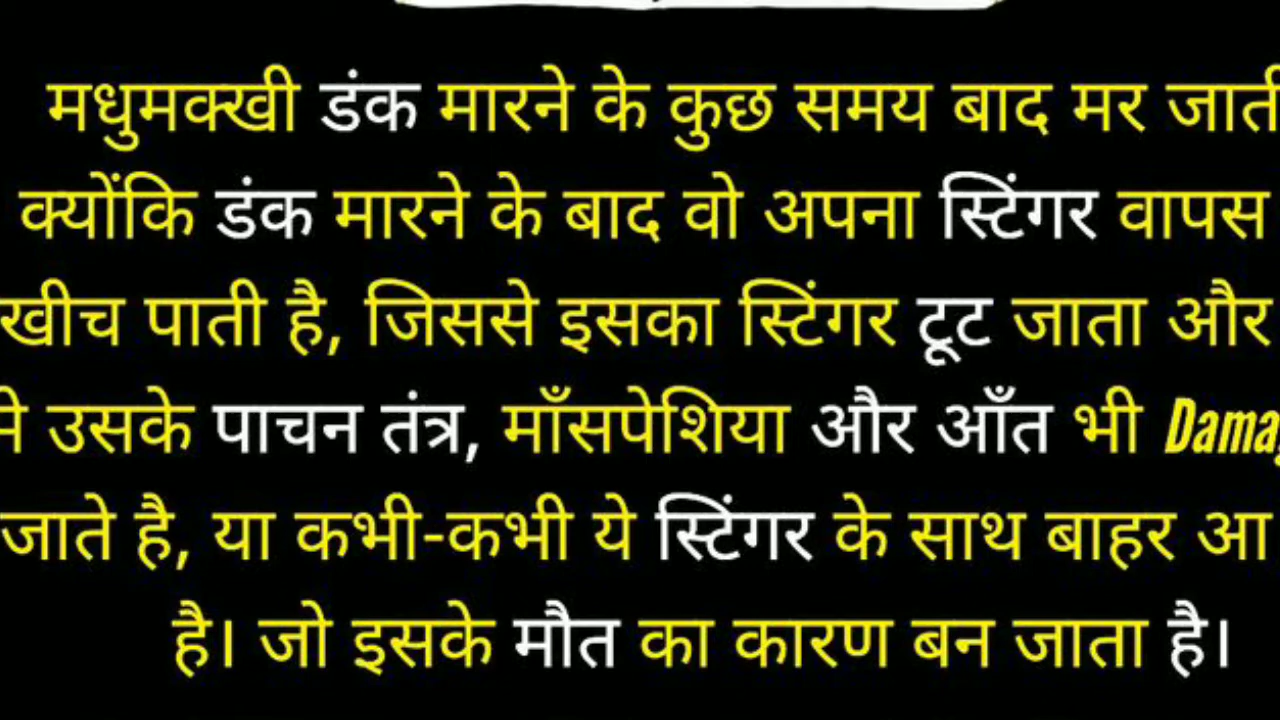 मधुमक्खी डंक मारने के कुछ समय बाद मर जाती
क्योंकि डंक मारने के बाद वो अपना स्टिंगर वापस
खीच पाती है, जिससे इसका स्टिंगर टूट जाता और
उसके पाचन तंत्र, माँसपेशिया और आँत भी
जाते है, या कभी-कभी ये स्टिंगर के साथ बाहर आ
है। जो इसके मौत का कारण बन जाता है।